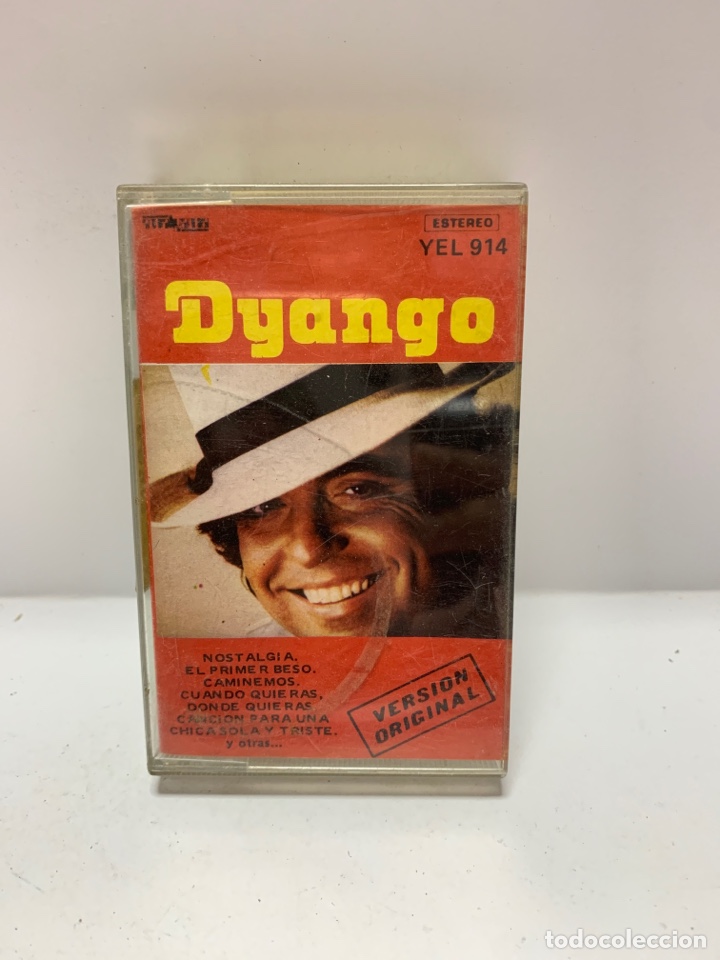 ESTEREO
YEL 914
Dyango
NOSTALGIA.
EL PRIMER BESO.
CAMINEMOS.
CUANDO QUIERAS,
DONDE QUIERAS
CANCION PARA UNA
CHICA SOLA Y TRISTE.
y otras...
VERSION
ORIGINAL
todocoleccion